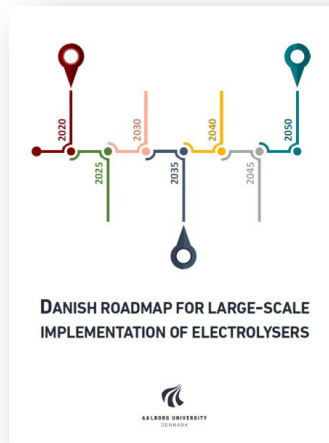 2020
2025
2030
2035
2040
2045
2050
DANISH ROADMAP FOR LARGE-SCALE
IMPLEMENTATION OF ELECTROLYSERS
AALBORG UNIVERSITY
DENMARK